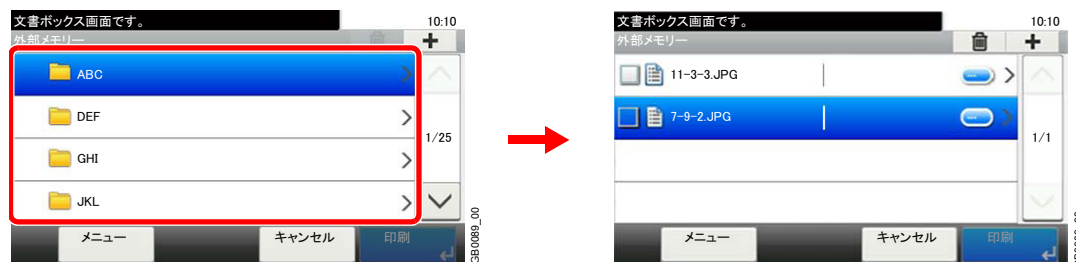 文書ボックス画面です。
10:10
外部メモリー
ABC
DEF
GHI
JKL
1/25
メニュー
キャンセル
印刷
GB0089_00
文書ボックス画面です。
10:10
外部メモリー
11-3-3.JPG
7-9-2.JPG
1/1
メニュー
キャンセル
印刷